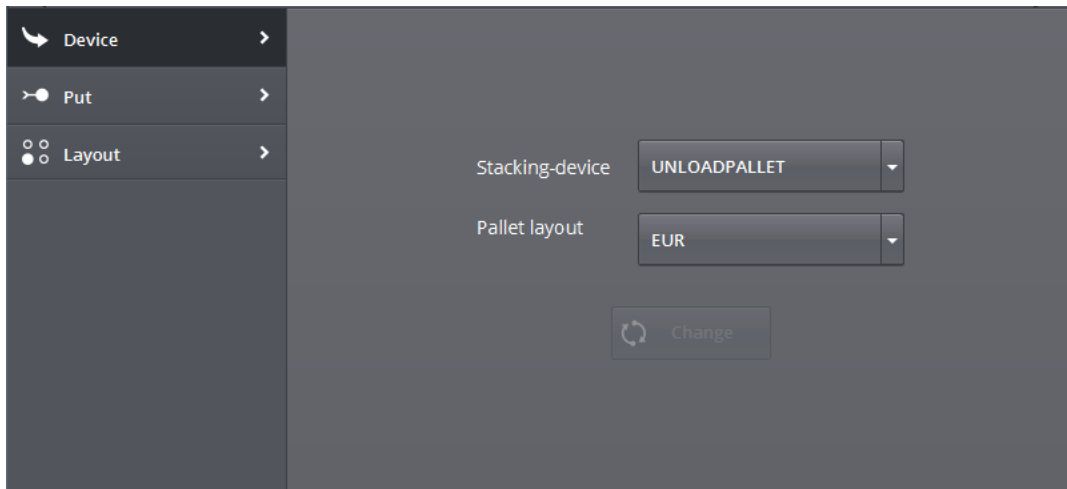 Device
Put
Layout
Stacking-device UNLOADPALLET
Pallet layout EUR
Change